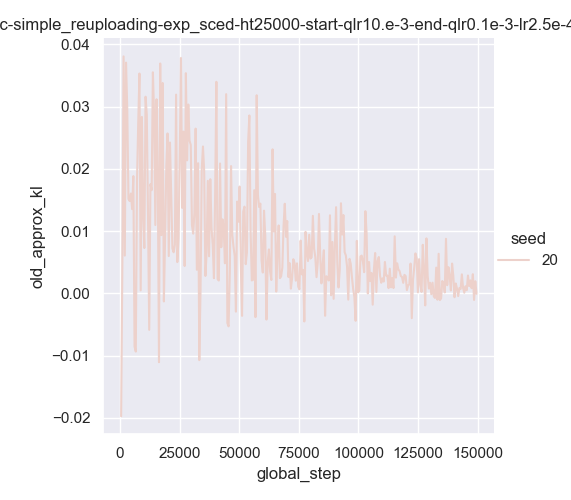 c-simple_reuploading-exp_sced-ht25000-start-qlr10.e-3-end-qlr0.1e-3-lr2.5e-4
0.04
0.03
0.02
0.01
0.00
−0.01
−0.02
old_approx_kl
0 25000 50000 75000 100000 125000 150000
global_step
seed
20